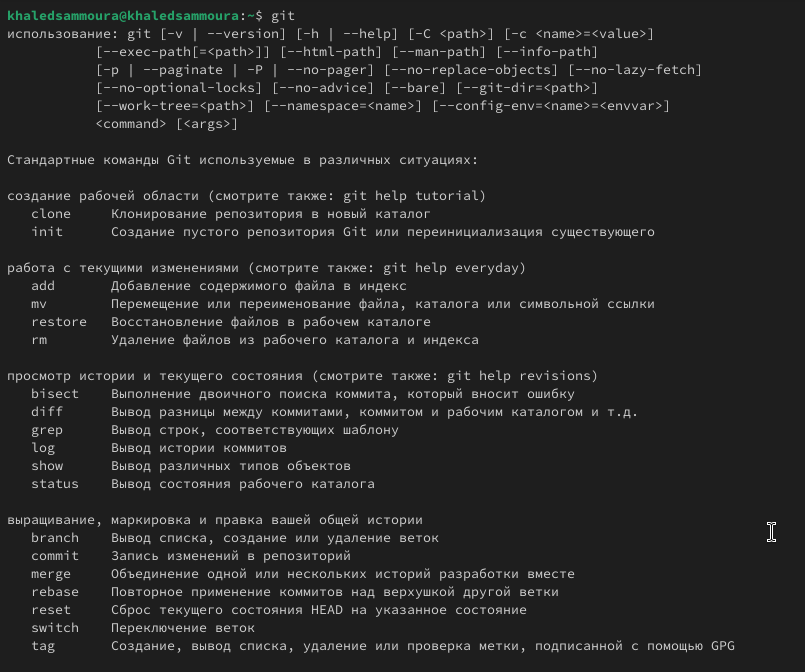 khaledsammoura@khaledsammoura:~$ git
использование: git [-v | --version] [-h | --help] [-C <path>] [-c <name>=<value>]
           [--exec-path[=<path>]] [--html-path] [--man-path] [--info-path]
           [-p | --paginate | -P | --no-pager] [--no-replace-objects] [--no-lazy-fetch]
           [--no-optional-locks] [--no-advice] [--bare] [--git-dir=<path>]
           [--work-tree=<path>] [--namespace=<name>] [--config-env=<name>=<envvar>]
           <command> [<args>]

Стандартные команды Git используемые в различных ситуациях:

создание рабочей области (смотрите также: git help tutorial)
   clone     Клонирование репозитория в новый каталог
   init      Создание пустого репозитория Git или переинициализация существующего

работа с текущими изменениями (смотрите также: git help everyday)
   add       Добавление содержимого файла в индекс
   mv        Перемещение или переименование файла, каталога или символьной ссылки
   restore   Восстановление файлов в рабочем каталоге
   rm        Удаление файлов из рабочего каталога и индекса

просмотр истории и текущего состояния (смотрите также: git help revisions)
   bisect    Выполнение двоичного поиска коммита, который вносит ошибку
   diff      Вывод разницы между коммитами, коммитом и рабочим каталогом и т.д.
   grep      Вывод строк, соответствующих шаблону
   log       Вывод истории коммитов
   show      Вывод различных типов объектов
   status    Вывод состояния рабочего каталога

выращивание, маркировка и правка вашей общей истории
   branch    Вывод списка, создание или удаление веток
   commit    Запись изменений в репозиторий
   merge     Объединение одной или нескольких историй разработки вместе
   rebase    Повторное применение коммитов над верхушкой другой ветки
   reset     Сброс текущего состояния HEAD на указанное состояние
   switch    Переключение веток
   tag       Создание, вывод списка, удаление или проверка метки, подписанной с помощью GPG